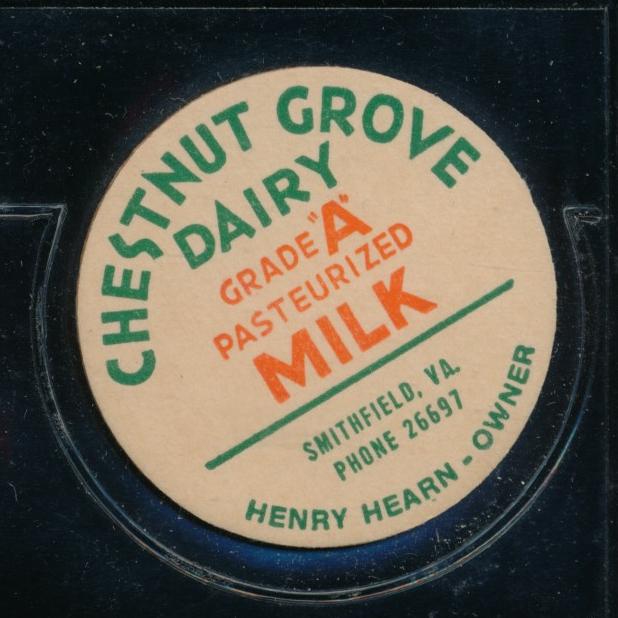 CHESTNUT GROVE
DAIRY
GRADE "A"
PASTEURIZED
MILK
SMITHFIELD, VA.
PHONE 26697
HENRY HEARN - OWNER